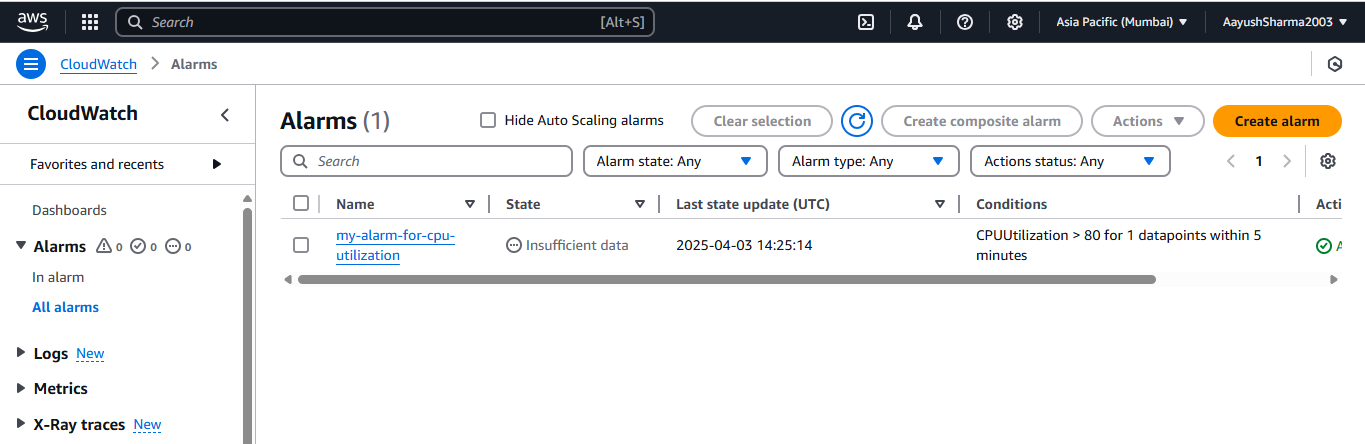 aws
Search [Alt+S]
Asia Pacific (Mumbai)
AayushSharma2003
CloudWatch
Alarms
CloudWatch
Favorites and recents
Dashboards
Alarms 0 0 0
In alarm
All alarms
Logs New
Metrics
X-Ray traces New
Alarms (1)
Hide Auto Scaling alarms
Clear selection
Create composite alarm
Actions
Create alarm
Search
Alarm state: Any
Alarm type: Any
Actions status: Any
1
Name
State
Last state update (UTC)
Conditions
Acti
my-alarm-for-cpu-
utilization
Insufficient data
2025-04-03 14:25:14
CPUUtilization > 80 for 1 datapoints within 5
minutes
A